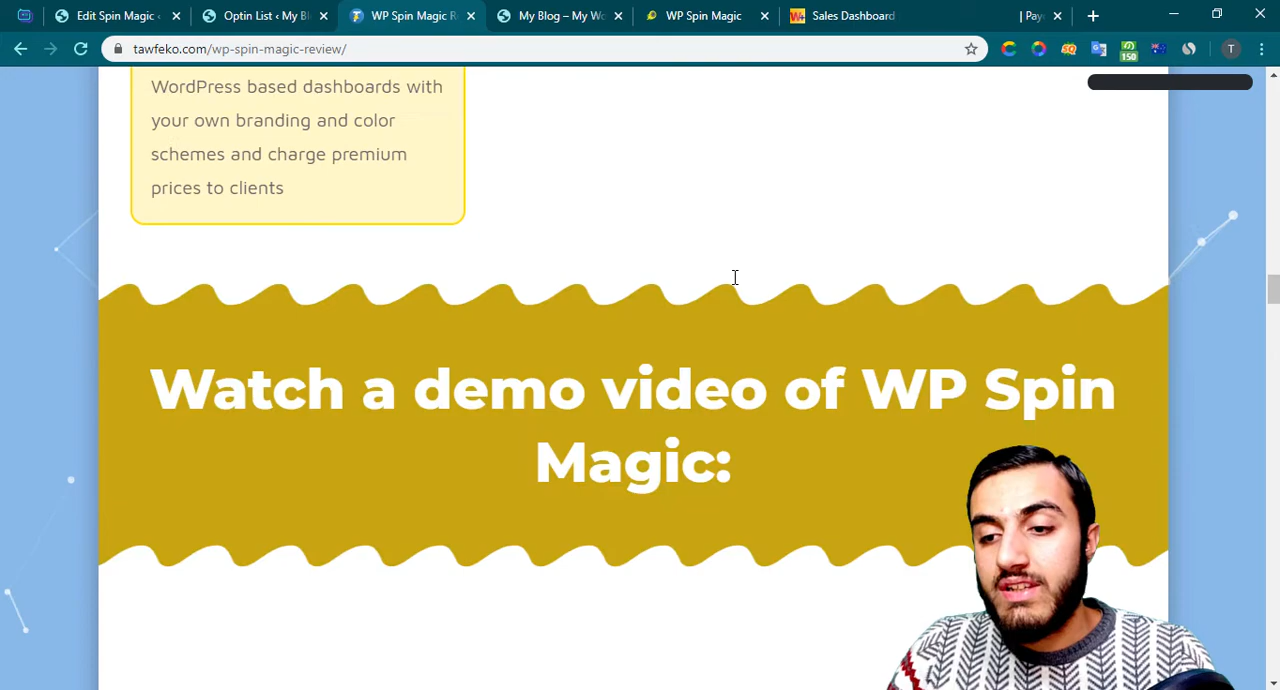 Edit Spin Magic
Optin List ‹ My Bl
WP Spin Magic R
My Blog – My Wo
WP Spin Magic
Sales Dashboard
| Pay
tawfeko.com/wp-spin-magic-review/
150
T
WordPress based dashboards with
your own branding and color
schemes and charge premium
prices to clients
Watch a demo video of WP Spin
Magic: